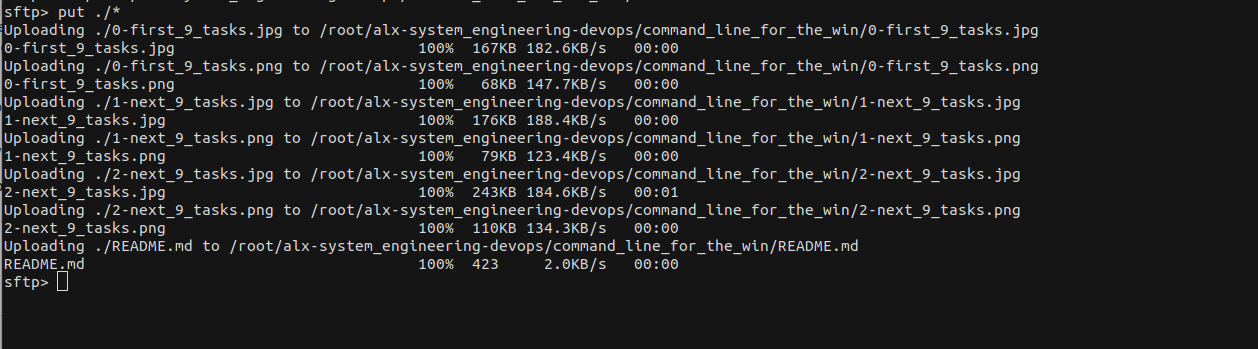 sftp> put ./*
Uploading ./0-first_9_tasks.jpg to /root/alx-system_engineering-devops/command_line_for_the_win/0-first_9_tasks.jpg
0-first_9_tasks.jpg 100% 167KB 182.6KB/s 00:00
Uploading ./0-first_9_tasks.png to /root/alx-system_engineering-devops/command_line_for_the_win/0-first_9_tasks.png
0-first_9_tasks.png 100% 68KB 147.7KB/s 00:00
Uploading ./1-next_9_tasks.jpg to /root/alx-system_engineering-devops/command_line_for_the_win/1-next_9_tasks.jpg
1-next_9_tasks.jpg 100% 176KB 188.4KB/s 00:00
Uploading ./1-next_9_tasks.png to /root/alx-system_engineering-devops/command_line_for_the_win/1-next_9_tasks.png
1-next_9_tasks.png 100% 79KB 123.4KB/s 00:00
Uploading ./2-next_9_tasks.jpg to /root/alx-system_engineering-devops/command_line_for_the_win/2-next_9_tasks.jpg
2-next_9_tasks.jpg 100% 243KB 184.6KB/s 00:01
Uploading ./2-next_9_tasks.png to /root/alx-system_engineering-devops/command_line_for_the_win/2-next_9_tasks.png
2-next_9_tasks.png 100% 110KB 134.3KB/s 00:00
Uploading ./README.md to /root/alx-system_engineering-devops/command_line_for_the_win/README.md
README.md 100% 423 2.0KB/s 00:00
sftp>